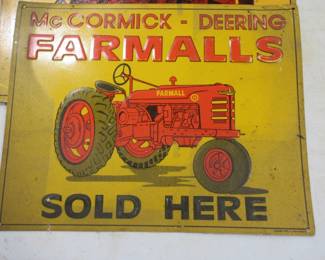 McCORMICK - DEERING
FARMALLS
FARMALL
SOLD HERE